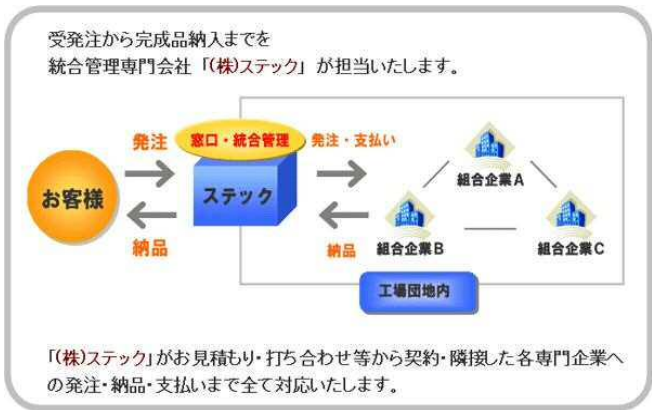 受発注から完成品納入までを
統合管理専門会社「(株)ステック」が担当いたします。
発注
窓口・統合管理
発注・支払い
お客様
ステック
組合企業A
納品
納品
組合企業B
組合企業C
工場団地内
「(株)ステック」がお見積もり・打ち合わせ等から契約・隣接した各専門企業へ
の発注・納品・支払いまで全て対応いたします。